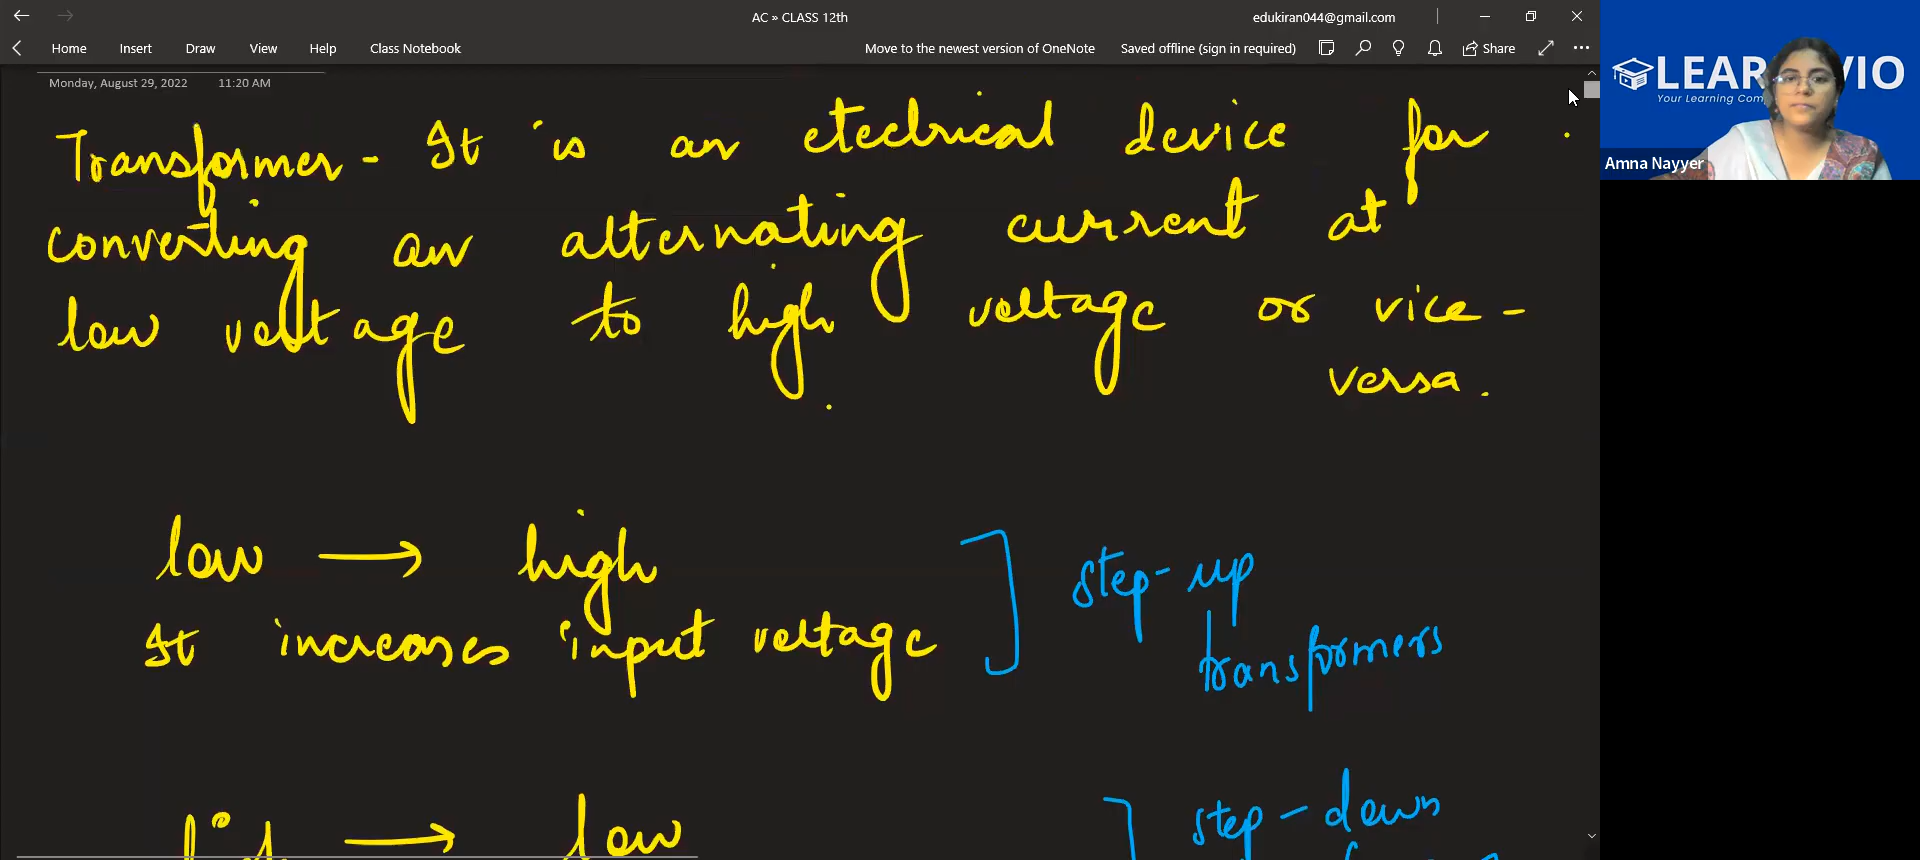 AC » CLASS 12th
edukiran044@gmail.com
Home Insert Draw View Help Class Notebook
Move to the newest version of OneNote Saved offline (sign in required) Share
Monday, August 29, 2022 11:20 AM
Transformer - It is an electrical device for
converting an alternating current at
low voltage to high voltage or vice-
versa.
low → high
It increases input voltage
step-up
transformers
→ low
step-down
LEAR VIO
Your Learning Com
Amna Nayyer